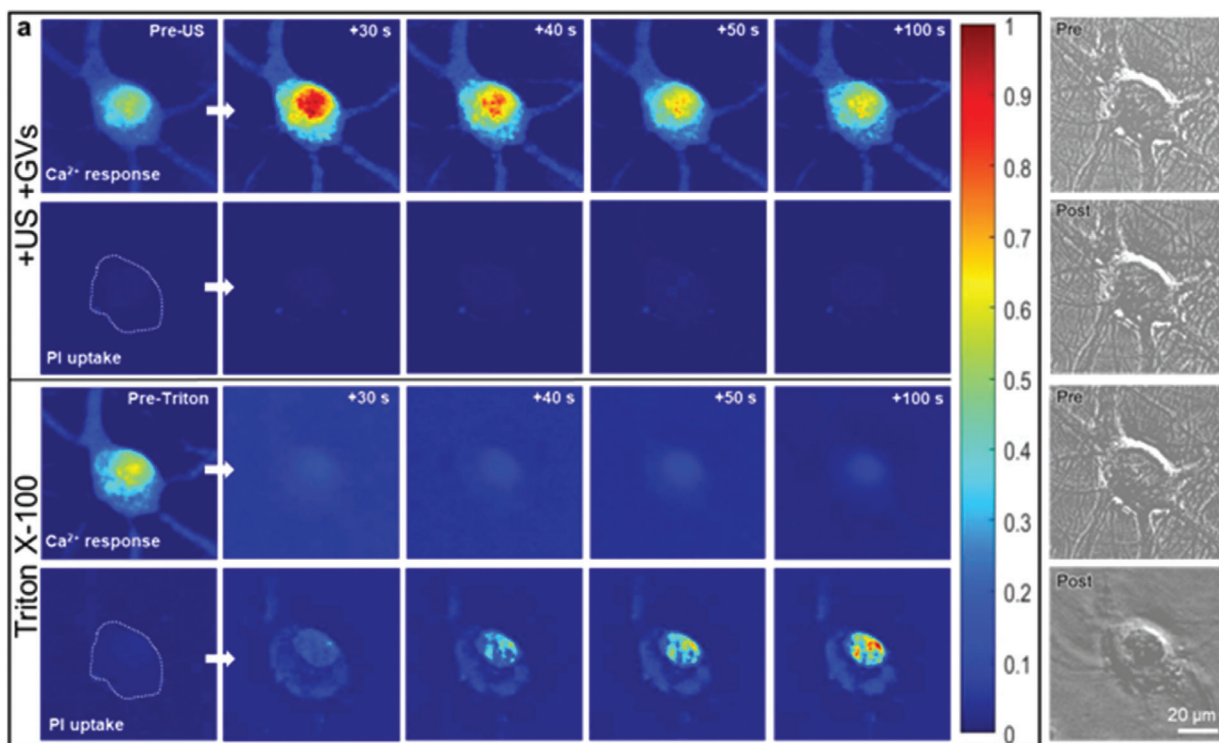 a
+US +GVs
Pre-US
+30 s
+40 s
+50 s
+100 s
Ca²⁺ response
PI uptake
Triton X-100
Pre-Triton
+30 s
+40 s
+50 s
+100 s
Ca²⁺ response
PI uptake
1
0.9
0.8
0.7
0.6
0.5
0.4
0.3
0.2
0.1
0
Pre
Post
Pre
Post
20 µm